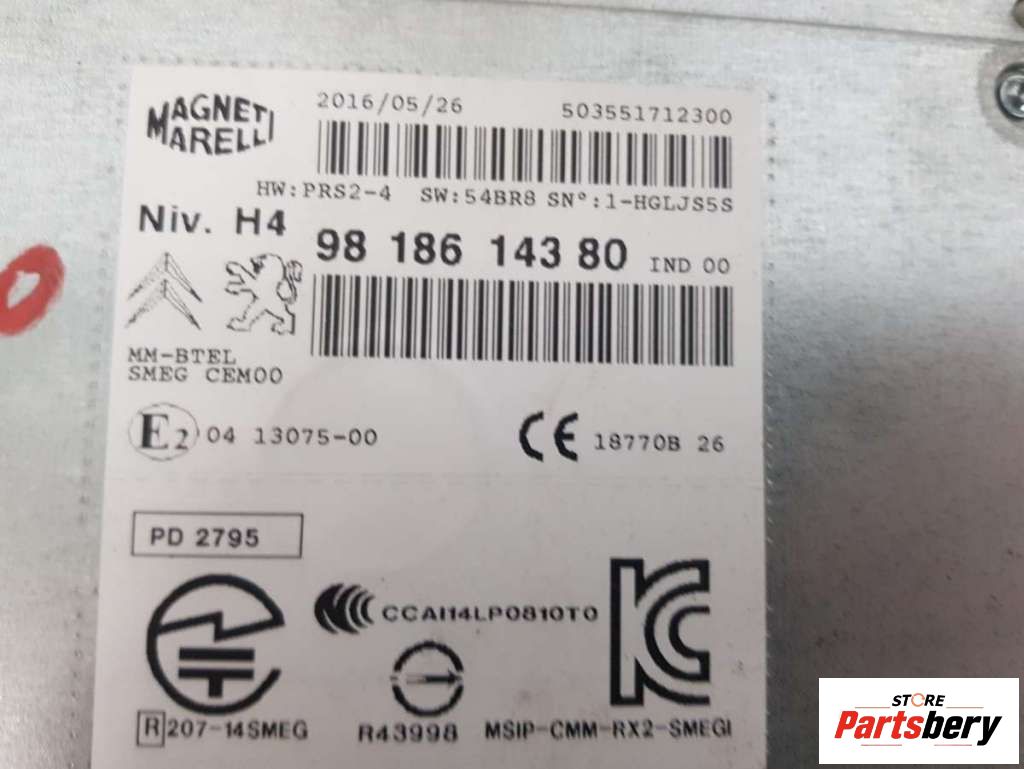 MAGNETI
MARELLI
2016/05/26 503551712300
HW:PRS2-4 SW:54BR8 SN°:1-HGLJS5S
Niv. H4
98 186 143 80 IND 00
MM-BTEL
SMEG CEM00
E2 04 13075-00
CE 18770B 26
PD 2795
CCAI14LP0810T0
R 207-14SMEG
R43998
MSIP-CMM-RX2-SMEGI
STORE
Partsbery